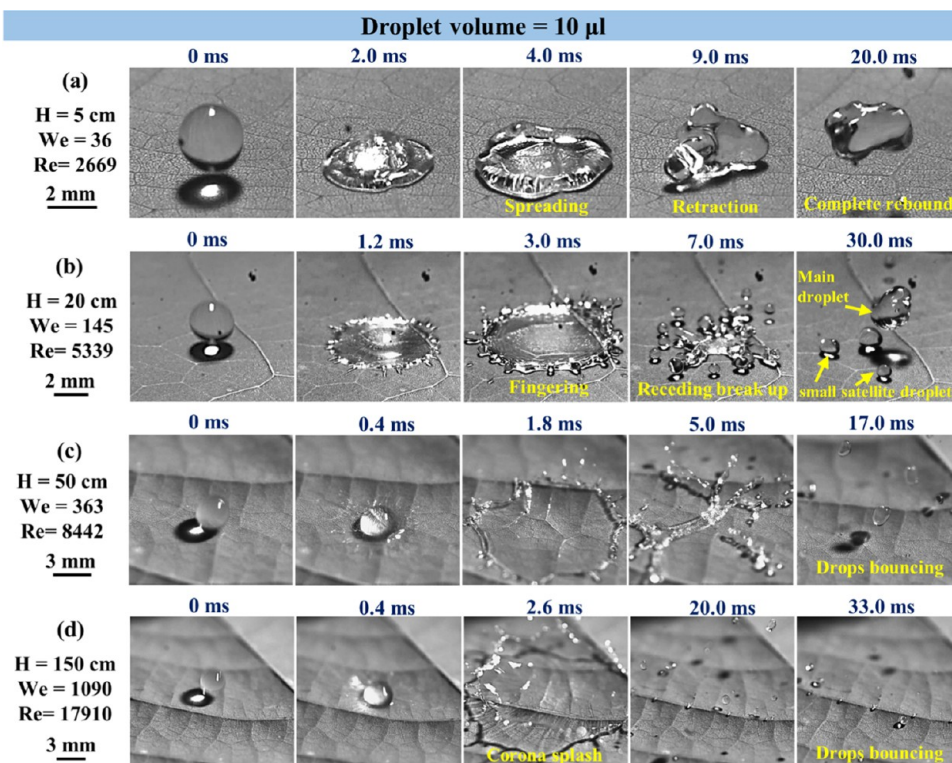 Droplet volume = 10 μl
0 ms 2.0 ms 4.0 ms 9.0 ms 20.0 ms
(a)
H = 5 cm
We = 36
Re= 2669
2 mm
Spreading Retraction Complete rebound
0 ms 1.2 ms 3.0 ms 7.0 ms 30.0 ms
(b)
H = 20 cm
We = 145
Re= 5339
2 mm
Main
droplet
Fingering Receding break up small satellite droplet
0 ms 0.4 ms 1.8 ms 5.0 ms 17.0 ms
(c)
H = 50 cm
We = 363
Re= 8442
3 mm
Drops bouncing
0 ms 0.4 ms 2.6 ms 20.0 ms 33.0 ms
(d)
H = 150 cm
We = 1090
Re= 17910
3 mm
Corona splash Drops bouncing